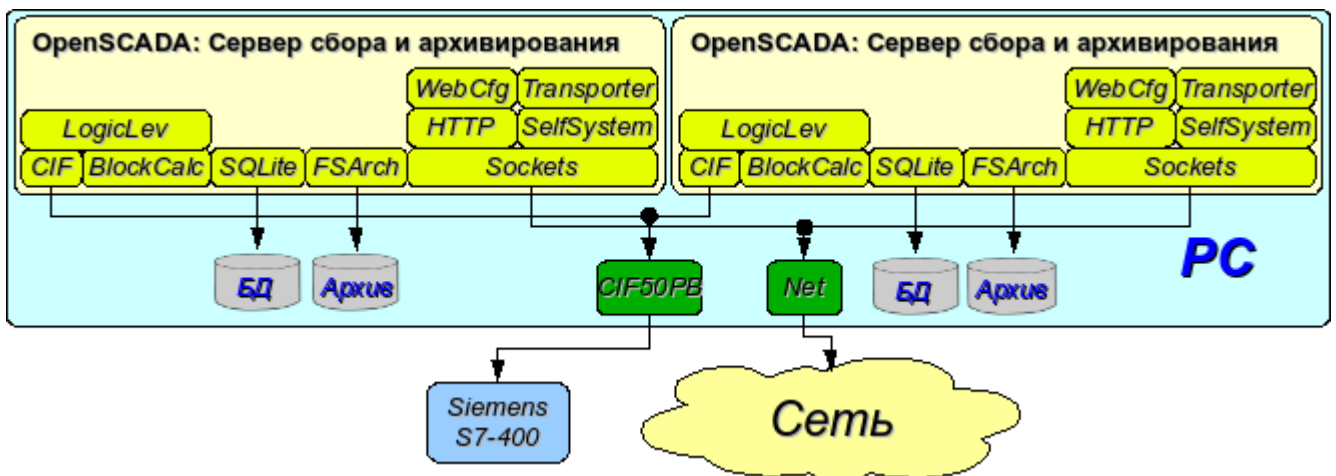 OpenSCADA: Сервер сбора и архивирования
WebCfg Transporter
LogicLev HTTP SelfSystem
CIF BlockCalc SQLite FSArch Sockets
OpenSCADA: Сервер сбора и архивирования
WebCfg Transporter
LogicLev HTTP SelfSystem
CIF BlockCalc SQLite FSArch Sockets
PC
БД Архив CIF50PB Net БД Архив
Siemens
S7-400
Сеть